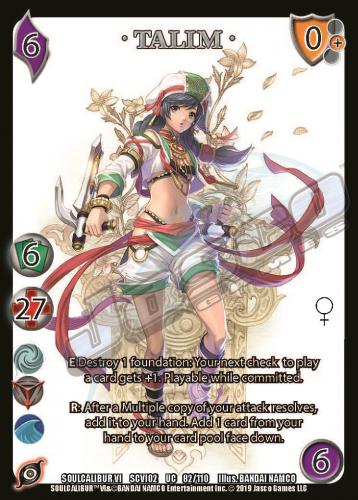 6
· TALIM ·
0
+
6
27
E Destroy 1 foundation: Your next check to play
a card gets +1. Playable while committed.
R: After a Multiple copy of your attack resolves,
add it to your hand. Add 1 card from your
hand to your card pool face down.
6
SOULCALIBUR VI SCVI02 UC 82/110 Illus. BANDAI NAMCO
SOULCALIBUR™ VI&©BANDAI NAMCO Entertainment Inc. © 2019 Jasco Games LLC
JASCO
GAMES